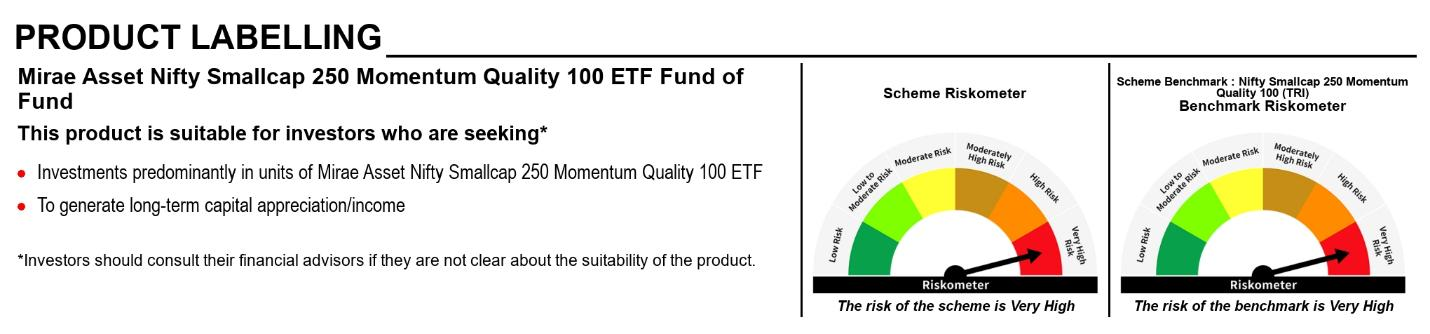 PRODUCT LABELLING
Mirae Asset Nifty Smallcap 250 Momentum Quality 100 ETF Fund of
Fund
This product is suitable for investors who are seeking*
Investments predominantly in units of Mirae Asset Nifty Smallcap 250 Momentum Quality 100 ETF
To generate long-term capital appreciation/income
*Investors should consult their financial advisors if they are not clear about the suitability of the product.
Scheme Riskometer
Low Risk
Low to
Moderate Risk
Moderate Risk
Moderately
High Risk
High Risk
Very High
Risk
Riskometer
The risk of the scheme is Very High
Scheme Benchmark : Nifty Smallcap 250 Momentum
Quality 100 (TRI)
Benchmark Riskometer
Low Risk
Low to
Moderate Risk
Moderate Risk
Moderately
High Risk
High Risk
Very High
Risk
Riskometer
The risk of the benchmark is Very High